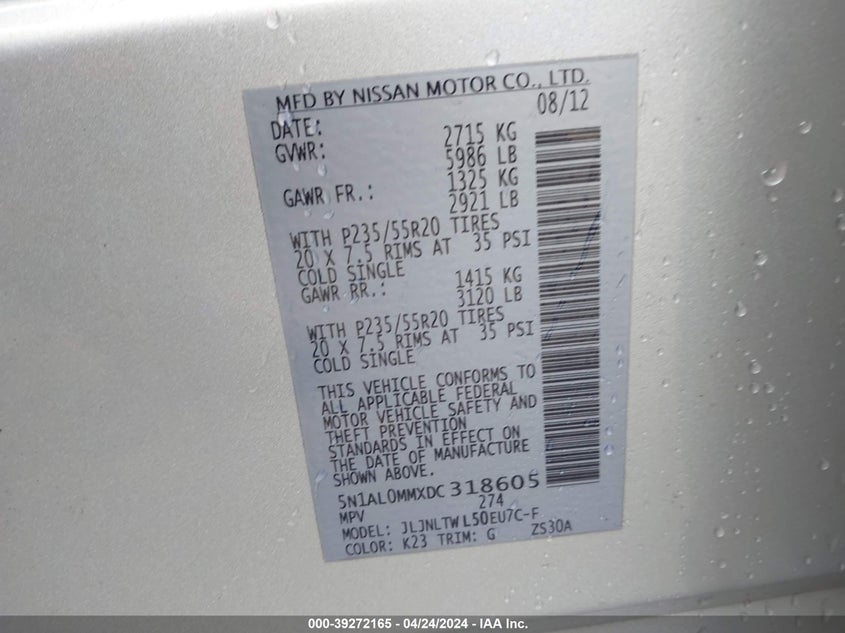 MFD BY NISSAN MOTOR CO., LTD.
DATE: 08/12
GVWR: 2715 KG
5986 LB
GAWR FR.: 1325 KG
2921 LB
WITH P235/55R20 TIRES
20 X 7.5 RIMS AT 35 PSI
COLD SINGLE
GAWR RR.: 1415 KG
3120 LB
WITH P235/55R20 TIRES
20 X 7.5 RIMS AT 35 PSI
COLD SINGLE
THIS VEHICLE CONFORMS TO
ALL APPLICABLE FEDERAL
MOTOR VEHICLE SAFETY AND
THEFT PREVENTION
STANDARDS IN EFFECT ON
THE DATE OF MANUFACTURE
SHOWN ABOVE.
5N1AL0MMXDC318605
MPV 274
MODEL: JLJNLTWL50EU7C-F
COLOR: K23 TRIM: G ZS30A
000-39272165 - 04/24/2024 - IAA Inc.